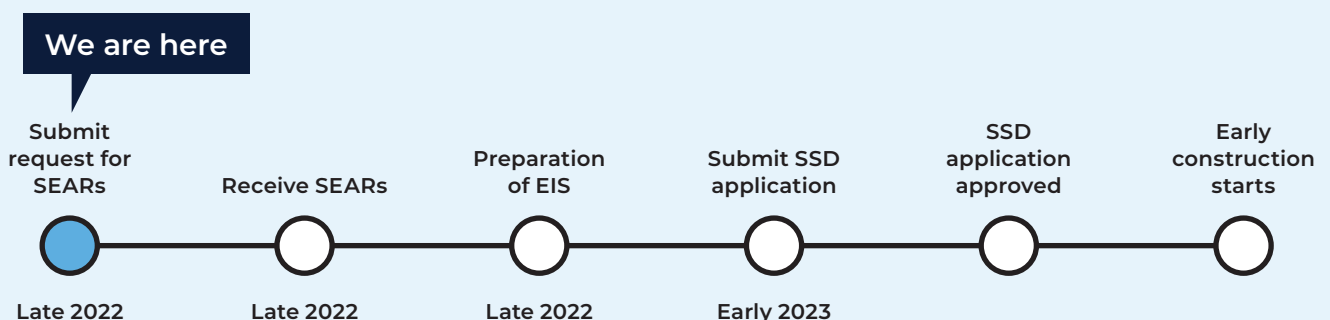 We are here
Submit
request for
SEARs
Late 2022
Receive SEARs
Late 2022
Preparation
of EIS
Late 2022
Submit SSD
application
Early 2023
SSD
application
approved
Early
construction
starts